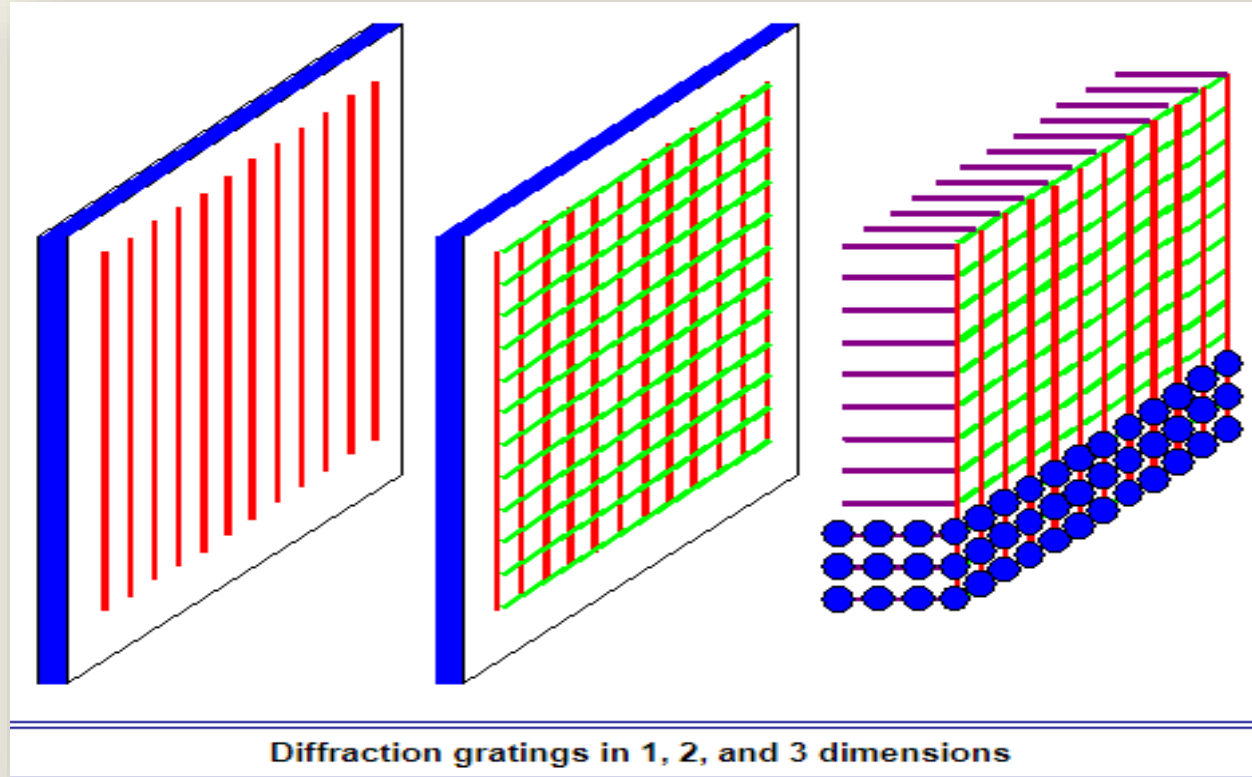 Diffraction gratings in 1, 2, and 3 dimensions